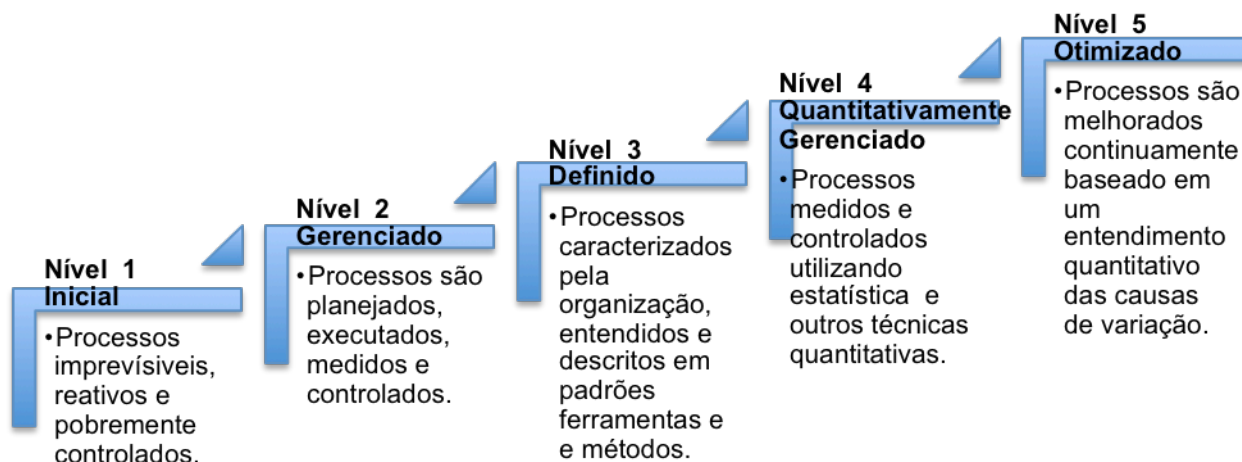 Nível 1
Inicial
•Processos
imprevísiveis,
reativos e
pobremente
controlados.
Nível 2
Gerenciado
•Processos são
planejados,
executados,
medidos e
controlados.
Nível 3
Definido
•Processos
caracterizados
pela
organização,
entendidos e
descritos em
padrões
ferramentas e
e métodos.
Nível 4
Quantitativamente
Gerenciado
•Processos
medidos e
controlados
utilizando
estatística e
outros técnicas
quantitativas.
Nível 5
Otimizado
•Processos são
melhorados
continuamente
baseado em
um
entendimento
quantitativo
das causas
de variação.